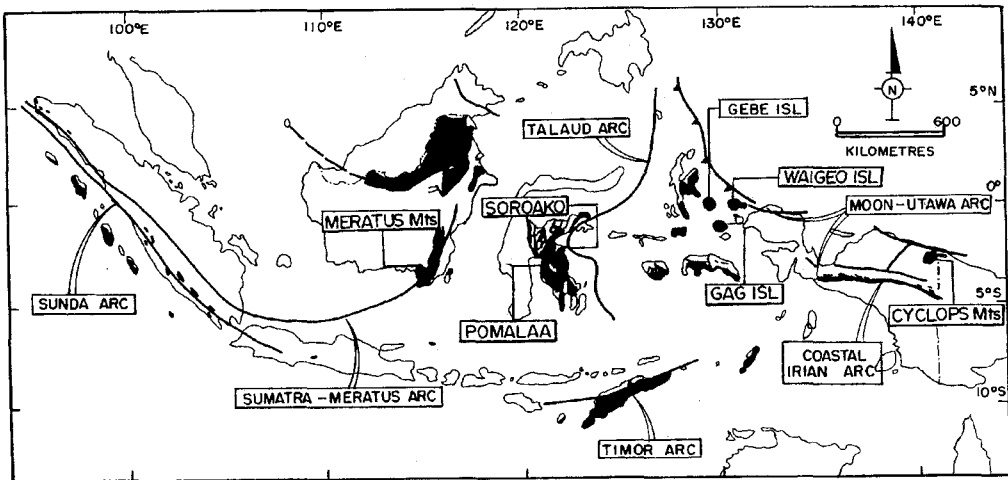 100°E
110°E
120°E
130°E
140°E
N
5°N
0
600
KILOMETRES
GEBE ISL
TALAUD ARC
WAIGEO ISL
0°
MOON-UTAWA ARC
MERATUS Mts
SOROAKO
SUNDA ARC
GAG ISL
5°S
CYCLOPS Mts
POMALAA
COASTAL
IRIAN ARC
SUMATRA-MERATUS ARC
10°S
TIMOR ARC